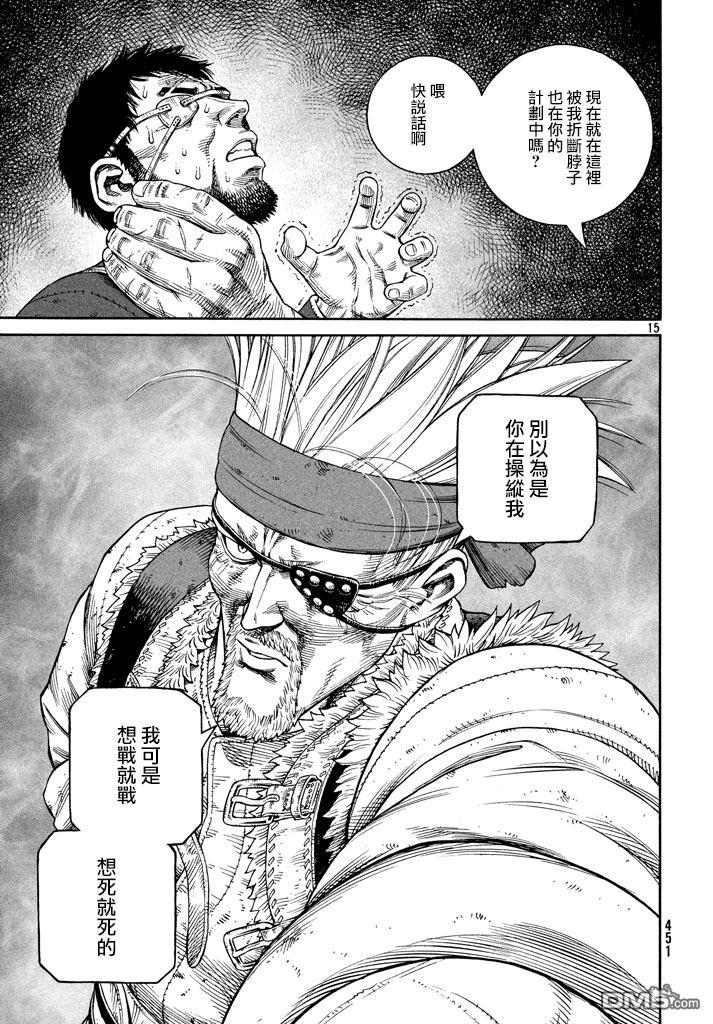 現在就在這裡
被我折斷脖子
也在你的
計劃中嗎?
喂
快説話啊
15
別以為是
你在操縱我
我可是
想戰就戰
想死就死的
451
DM5.com